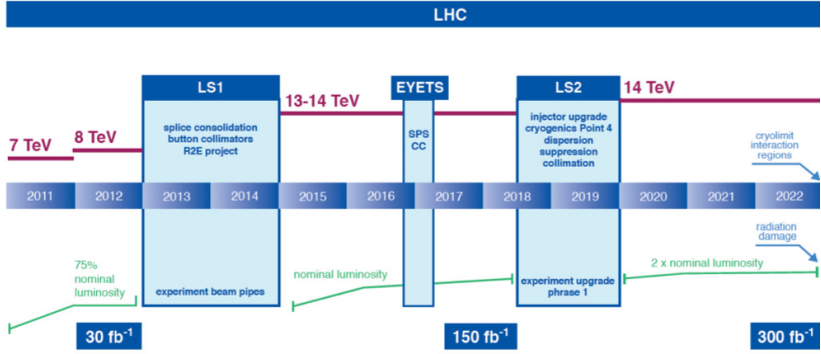 LHC
LS1
EYETS
LS2
14 TeV
13-14 TeV
8 TeV
7 TeV
splice consolidation
button collimators
R2E project
SPS
CC
injector upgrade
cryogenics Point 4
dispersion
suppression
collimation
cryolimit
interaction
regions
2011 2012 2013 2014 2015 2016 2017 2018 2019 2020 2021 2022
radiation
damage
75%
nominal
luminosity
experiment beam pipes
nominal luminosity
experiment upgrade
phrase 1
2 x nominal luminosity
30 fb⁻¹
150 fb⁻¹
300 fb⁻¹